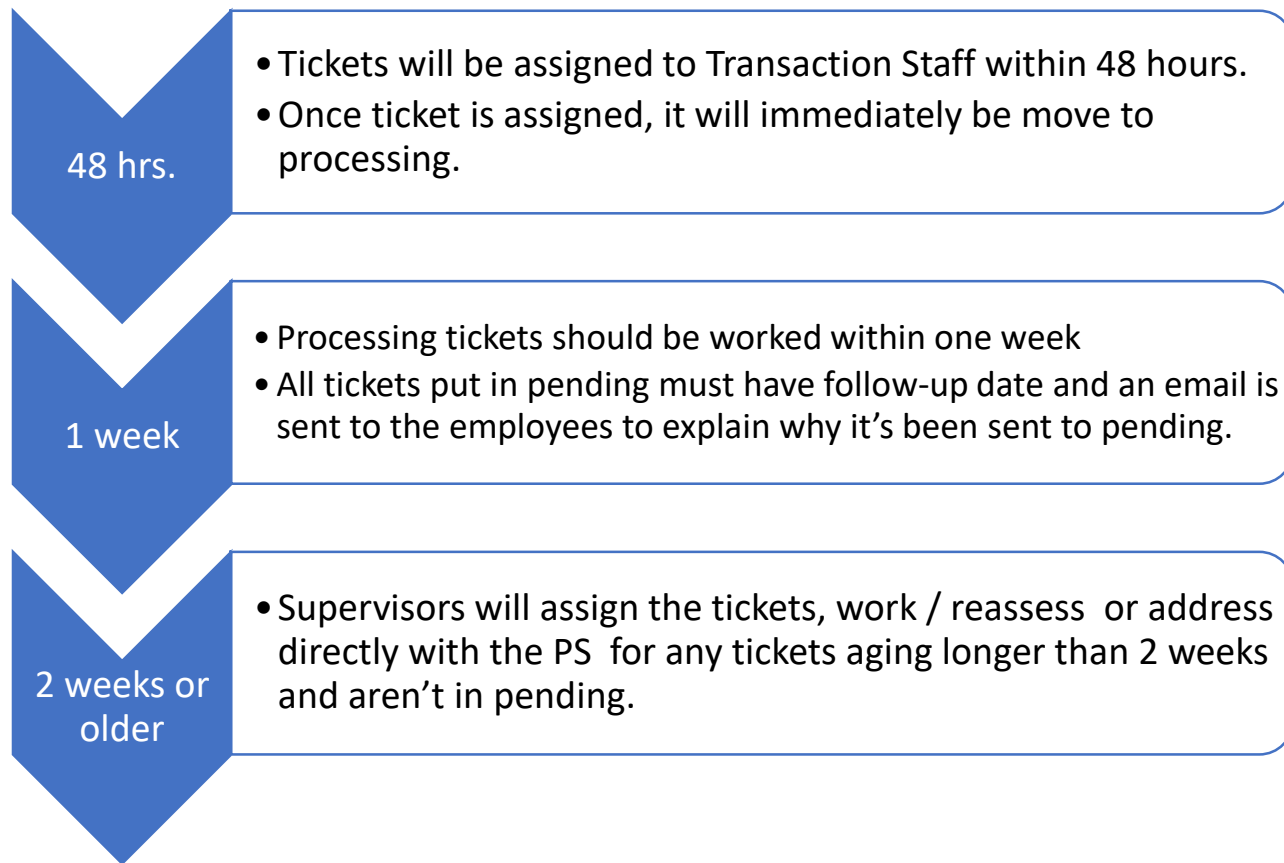 48 hrs.
• Tickets will be assigned to Transaction Staff within 48 hours.
• Once ticket is assigned, it will immediately be move to
processing.
1 week
• Processing tickets should be worked within one week
• All tickets put in pending must have follow-up date and an email is
sent to the employees to explain why it’s been sent to pending.
2 weeks or
older
• Supervisors will assign the tickets, work / reassess  or address
directly with the PS  for any tickets aging longer than 2 weeks
and aren’t in pending.